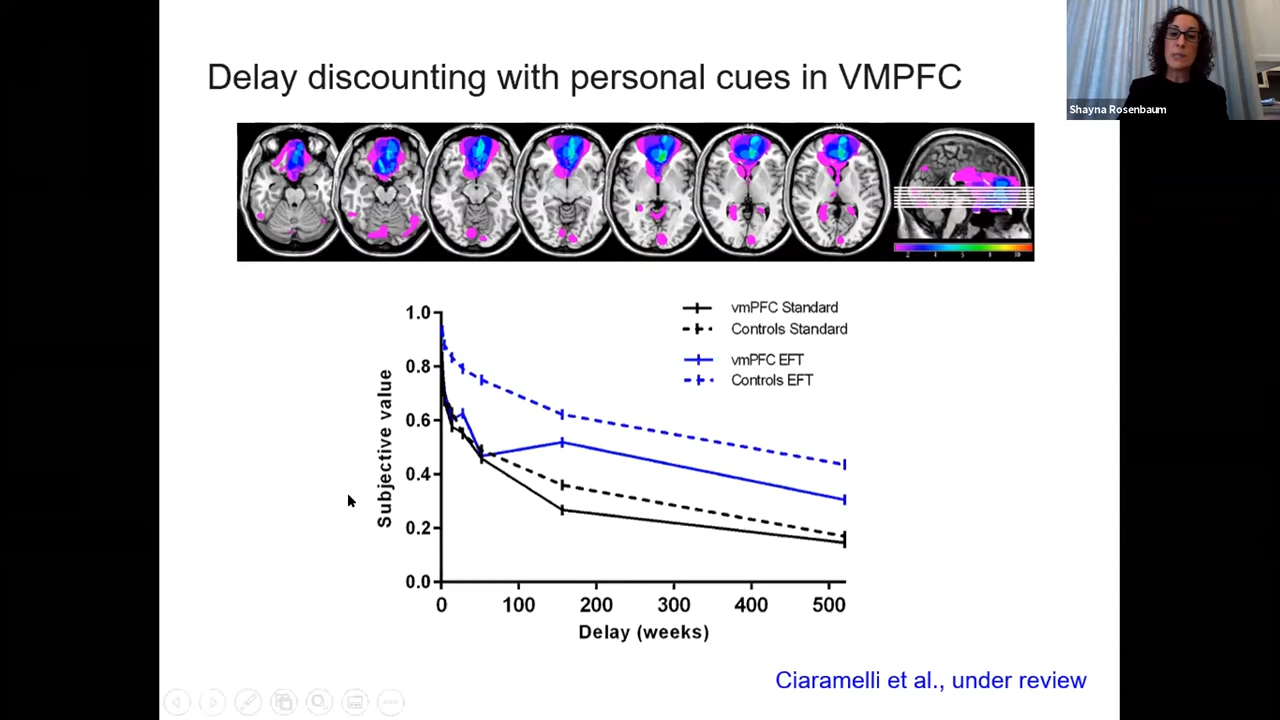 Delay discounting with personal cues in VMPFC
Shayna Rosenbaum
vmPFC Standard
Controls Standard
vmPFC EFT
Controls EFT
1.0
0.8
0.6
0.4
0.2
0.0
Subjective value
0 100 200 300 400 500
Delay (weeks)
Ciaramelli et al., under review